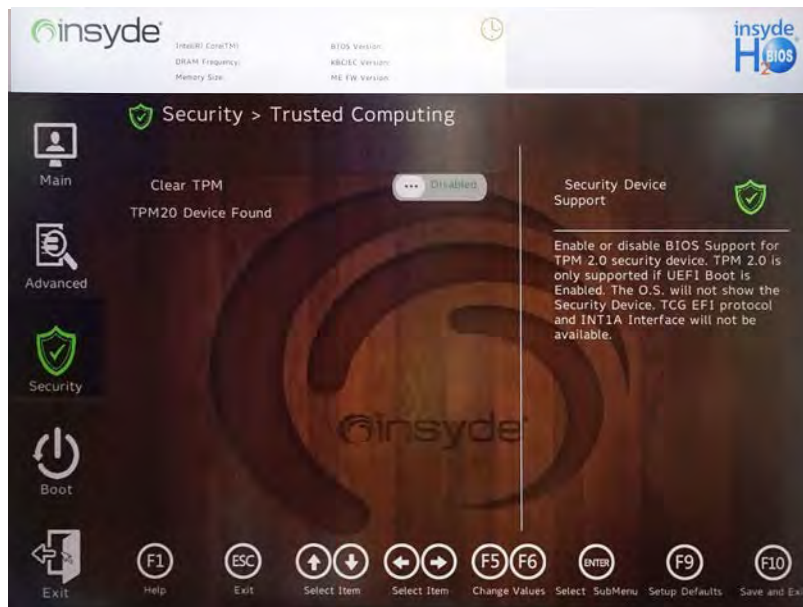 insyde
Intel(R) Core(TM)
DRAM Frequency:
Memory Size:
BIOS Version:
KBC/EC Version:
ME FW Version:
insyde
H2O BIOS
Security > Trusted Computing
Main
Advanced
Security
Boot
Exit
Clear TPM
Disabled
TPM20 Device Found
Security Device
Support
Enable or disable BIOS Support for
TPM 2.0 security device. TPM 2.0 is
only supported if UEFI Boot is
Enabled. The O.S. will not show the
Security Device. TCG EFI protocol
and INT1A Interface will not be
available.
insyde
F1
Help
ESC
Exit
Select Item
Select Item
F5 F6
Change Values
ENTER
Select SubMenu
F9
Setup Defaults
F10
Save and Ex